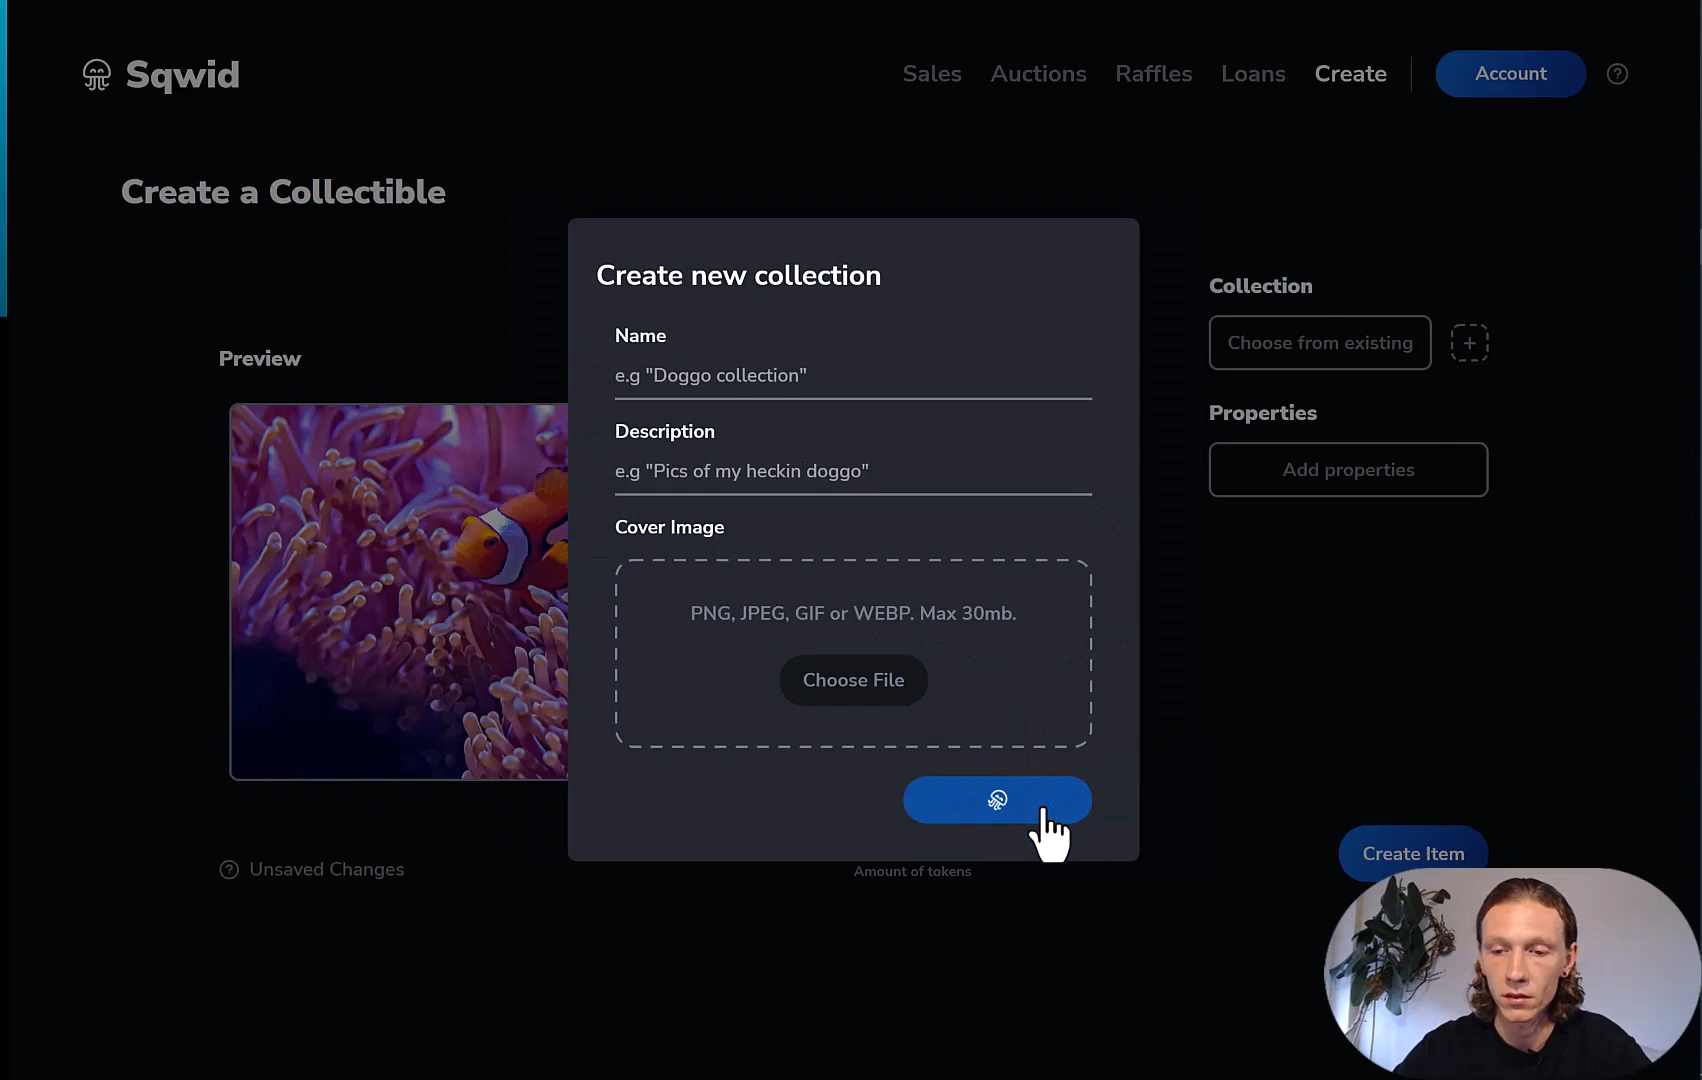 Sqwid
Sales
Auctions
Raffles
Loans
Create
Account
?
Create a Collectible
Preview
Create new collection
Name
e.g "Doggo collection"
Description
e.g "Pics of my heckin doggo"
Cover Image
PNG, JPEG, GIF or WEBP. Max 30mb.
Choose File
Collection
Choose from existing
+
Properties
Add properties
? Unsaved Changes
Amount of tokens
Create Item